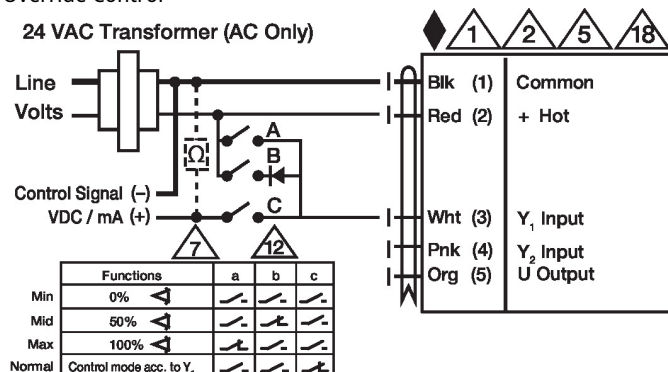 Override Control
24 VAC Transformer (AC Only)
1 2 5 18
Line
Volts
Blk (1) Common
Red (2) + Hot
A
B
C
Ω
Control Signal (–)
VDC / mA (+)
Wht (3) Y1 Input
Pnk (4) Y2 Input
Org (5) U Output
7 12
Functions a b c
Min 0%
Mid 50%
Max 100%
Normal Control mode acc. to Y.